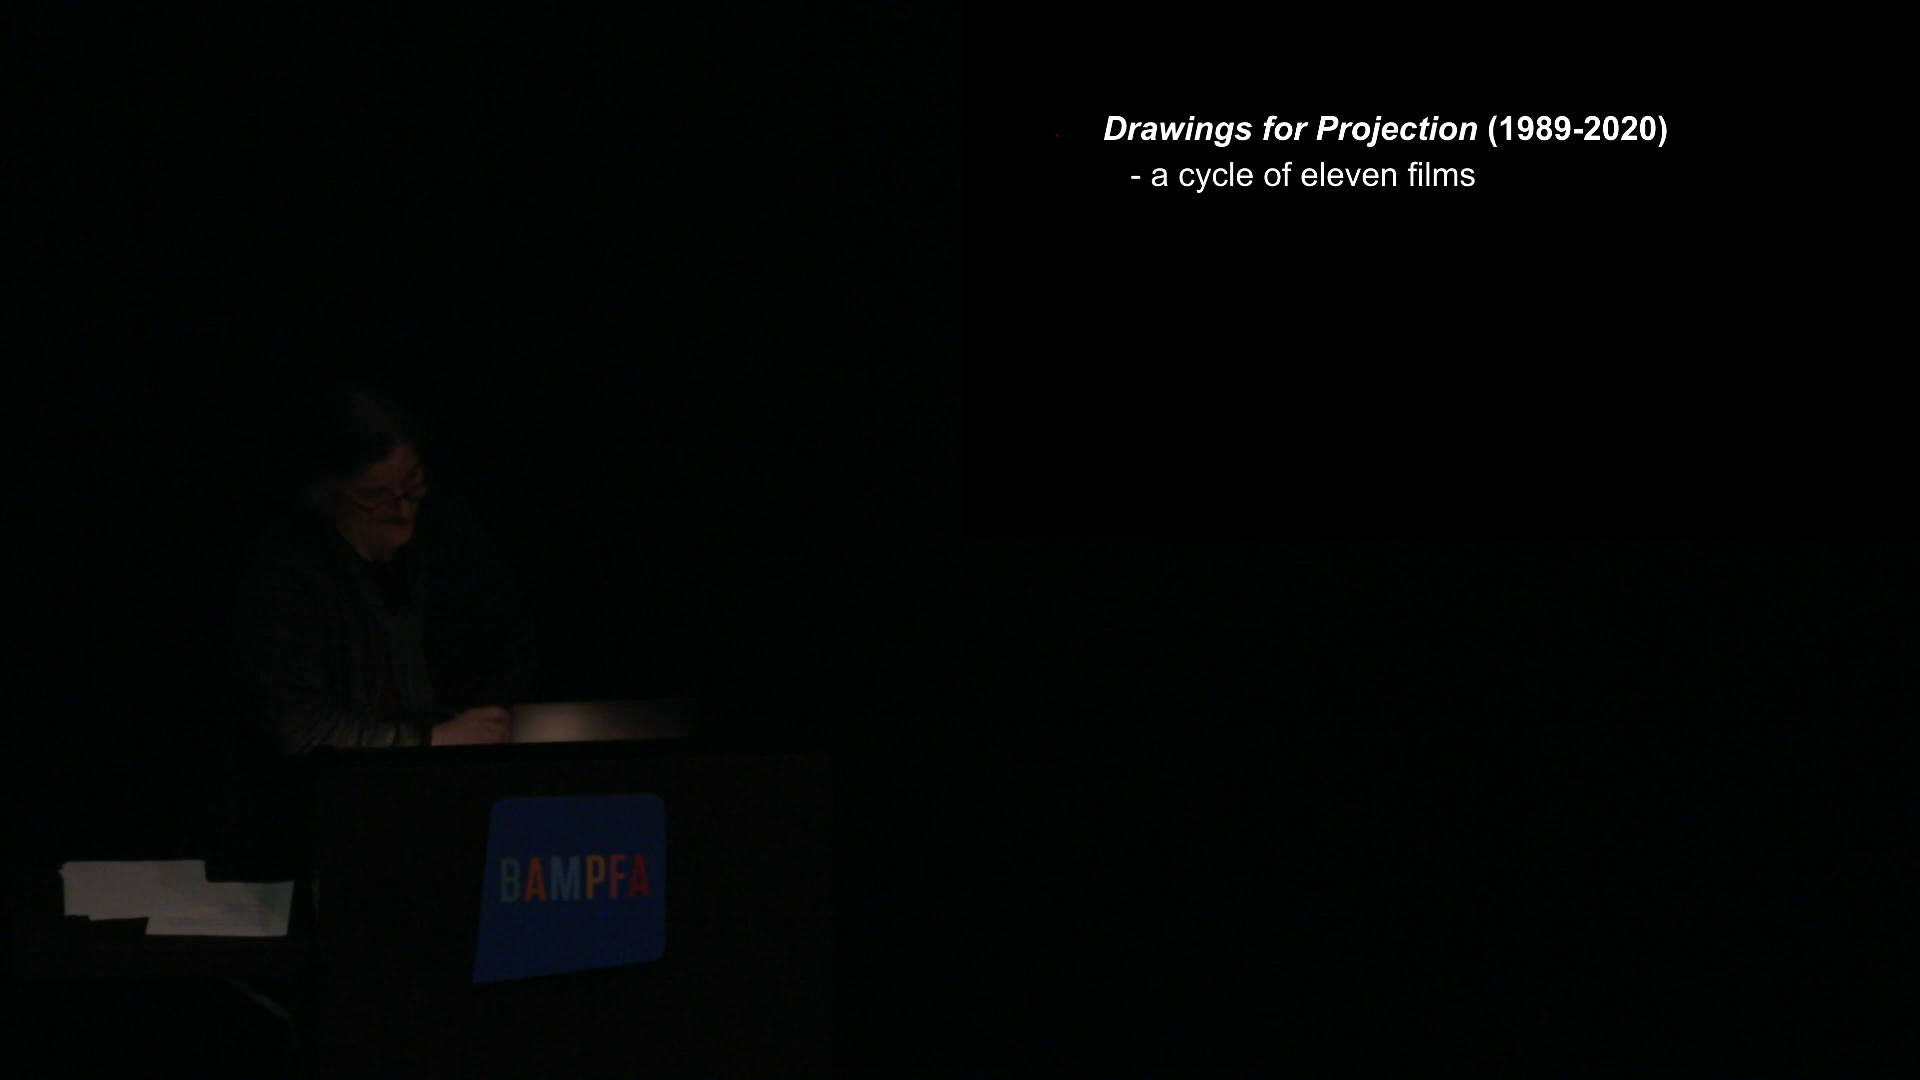 Drawings for Projection (1989-2020)
- a cycle of eleven films
BAMPFA